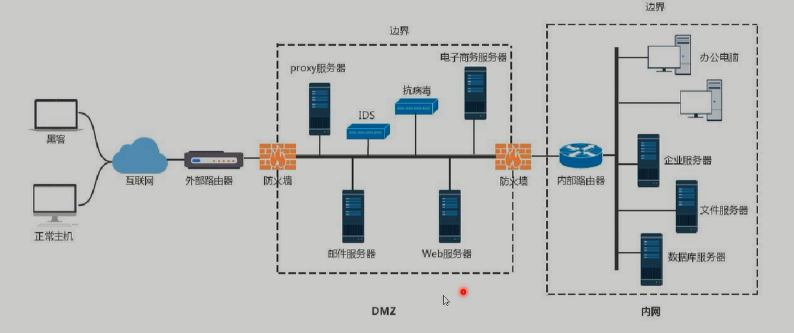 边界
边界
proxy服务器
电子商务服务器
办公电脑
抗病毒
IDS
黑客
互联网
外部路由器
防火墙
防火墙
内部路由器
企业服务器
正常主机
邮件服务器
Web服务器
文件服务器
数据库服务器
DMZ
内网